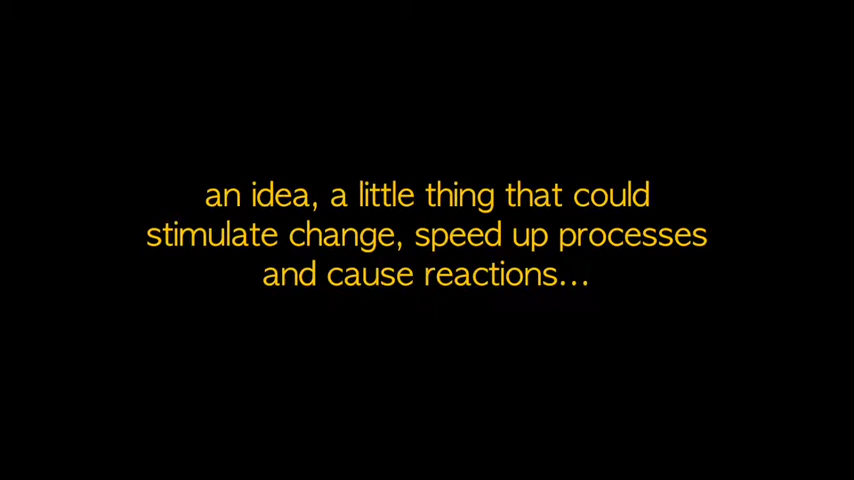 an idea, a little thing that could
stimulate change, speed up processes
and cause reactions...